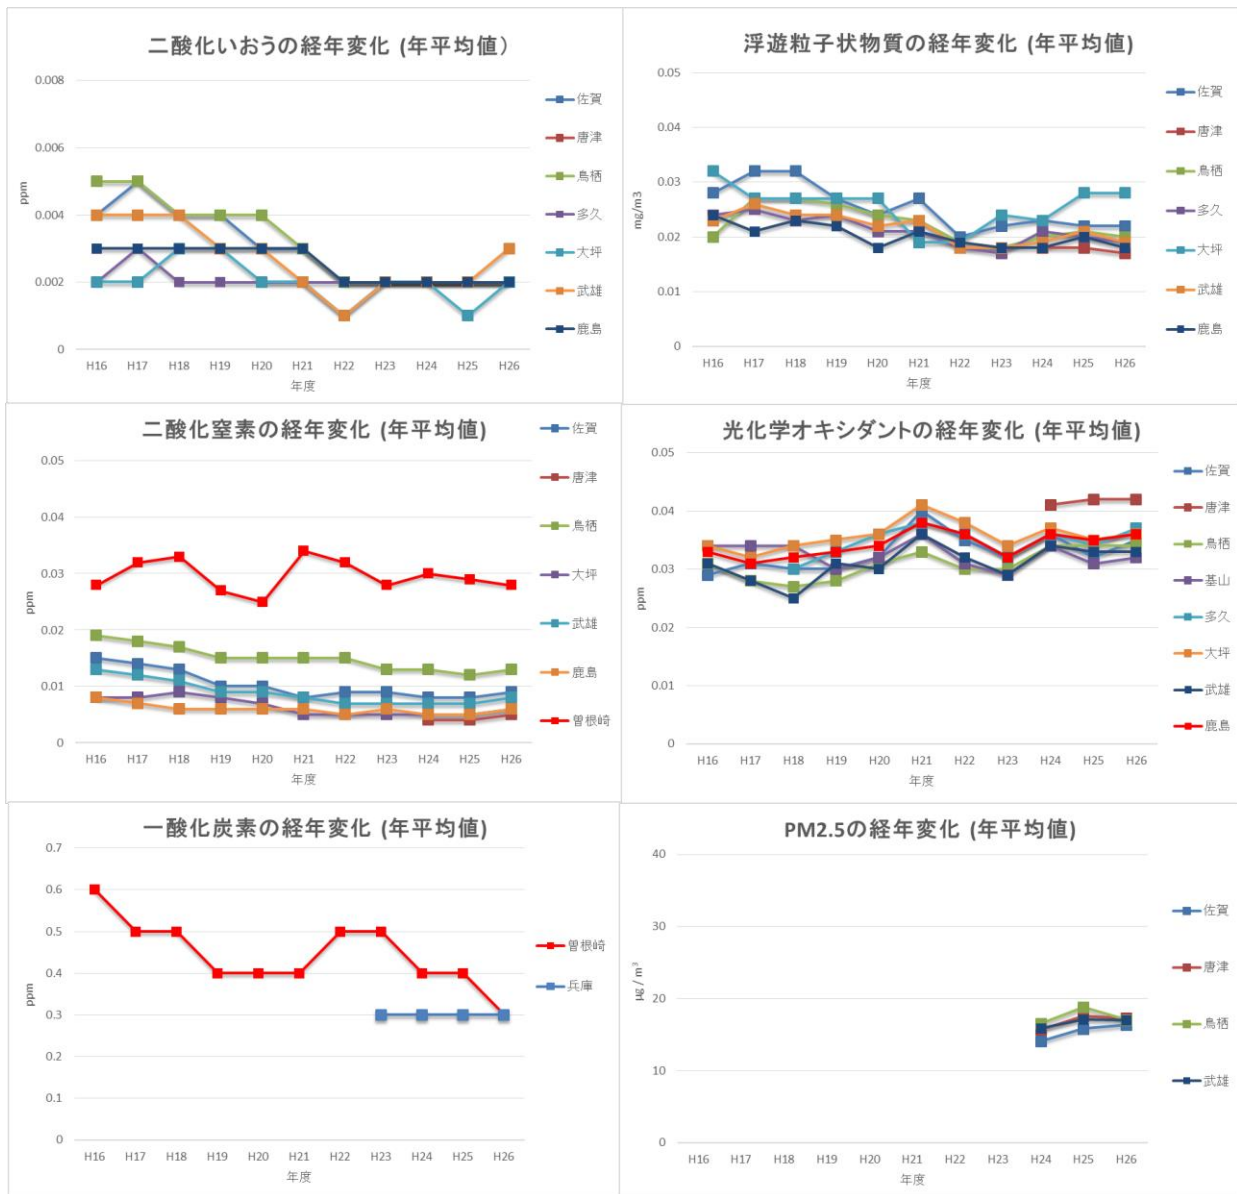 二酸化いおうの経年変化 (年平均値)
0.008
0.006
0.004
0.002
0
ppm
H16 H17 H18 H19 H20 H21 H22 H23 H24 H25 H26
年度
佐賀
唐津
鳥栖
多久
大坪
武雄
鹿島
浮遊粒子状物質の経年変化 (年平均値)
0.05
0.04
0.03
0.02
0.01
0
mg/m3
H16 H17 H18 H19 H20 H21 H22 H23 H24 H25 H26
年度
佐賀
唐津
鳥栖
多久
大坪
武雄
鹿島
二酸化窒素の経年変化 (年平均値)
0.05
0.04
0.03
0.02
0.01
0
ppm
H16 H17 H18 H19 H20 H21 H22 H23 H24 H25 H26
年度
佐賀
唐津
鳥栖
大坪
武雄
鹿島
曽根崎
光化学オキシダントの経年変化 (年平均値)
0.05
0.04
0.03
0.02
0.01
0
ppm
H16 H17 H18 H19 H20 H21 H22 H23 H24 H25 H26
年度
佐賀
唐津
鳥栖
基山
多久
大坪
武雄
鹿島
一酸化炭素の経年変化 (年平均値)
0.7
0.6
0.5
0.4
0.3
0.2
0.1
0
ppm
H16 H17 H18 H19 H20 H21 H22 H23 H24 H25 H26
年度
曽根崎
兵庫
PM2.5の経年変化 (年平均値)
40
30
20
10
0
μg / m³
H16 H17 H18 H19 H20 H21 H22 H23 H24 H25 H26
年度
佐賀
唐津
鳥栖
武雄